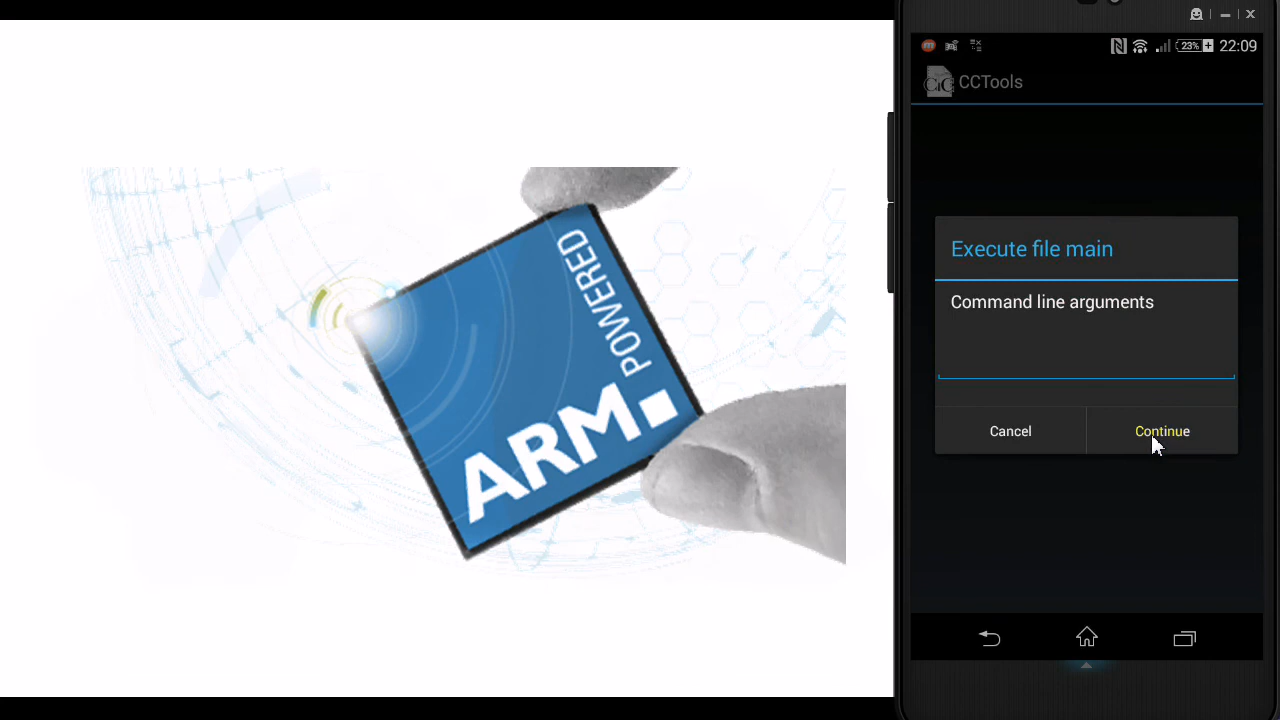 POWERED
ARM
23%
22:09
CCTools
Execute file main
Command line arguments
Cancel
Continue